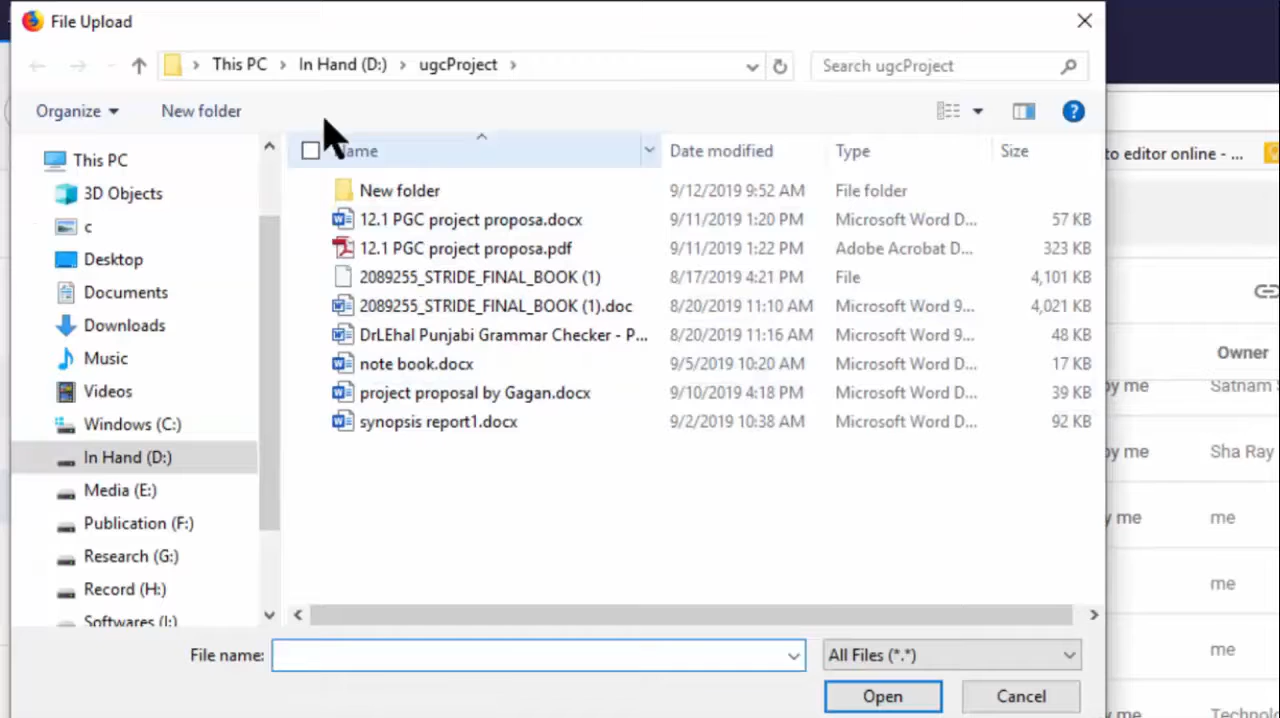 File Upload
This PC
In Hand (D:)
ugcProject
Search ugcProject
Organize
New folder
This PC
3D Objects
c
Desktop
Documents
Downloads
Music
Videos
Windows (C:)
In Hand (D:)
Media (E:)
Publication (F:)
Research (G:)
Record (H:)
Softwares (I:)
Name Date modified Type Size
New folder 9/12/2019 9:52 AM File folder
12.1 PGC project proposa.docx 9/11/2019 1:20 PM Microsoft Word D... 57 KB
12.1 PGC project proposa.pdf 9/11/2019 1:22 PM Adobe Acrobat D... 323 KB
2089255_STRIDE_FINAL_BOOK (1) 8/17/2019 4:21 PM File 4,101 KB
2089255_STRIDE_FINAL_BOOK (1).doc 8/20/2019 11:10 AM Microsoft Word 9... 4,021 KB
DrLEhal Punjabi Grammar Checker - P... 8/20/2019 11:16 AM Microsoft Word 9... 48 KB
note book.docx 9/5/2019 10:20 AM Microsoft Word D... 17 KB
project proposal by Gagan.docx 9/10/2019 4:18 PM Microsoft Word D... 39 KB
synopsis report1.docx 9/2/2019 10:38 AM Microsoft Word D... 92 KB
File name:
All Files (*.*)
Open
Cancel
to editor online - ...
Owner
by me Satnam
by me Sha Ray
me me
me
me
Technolo